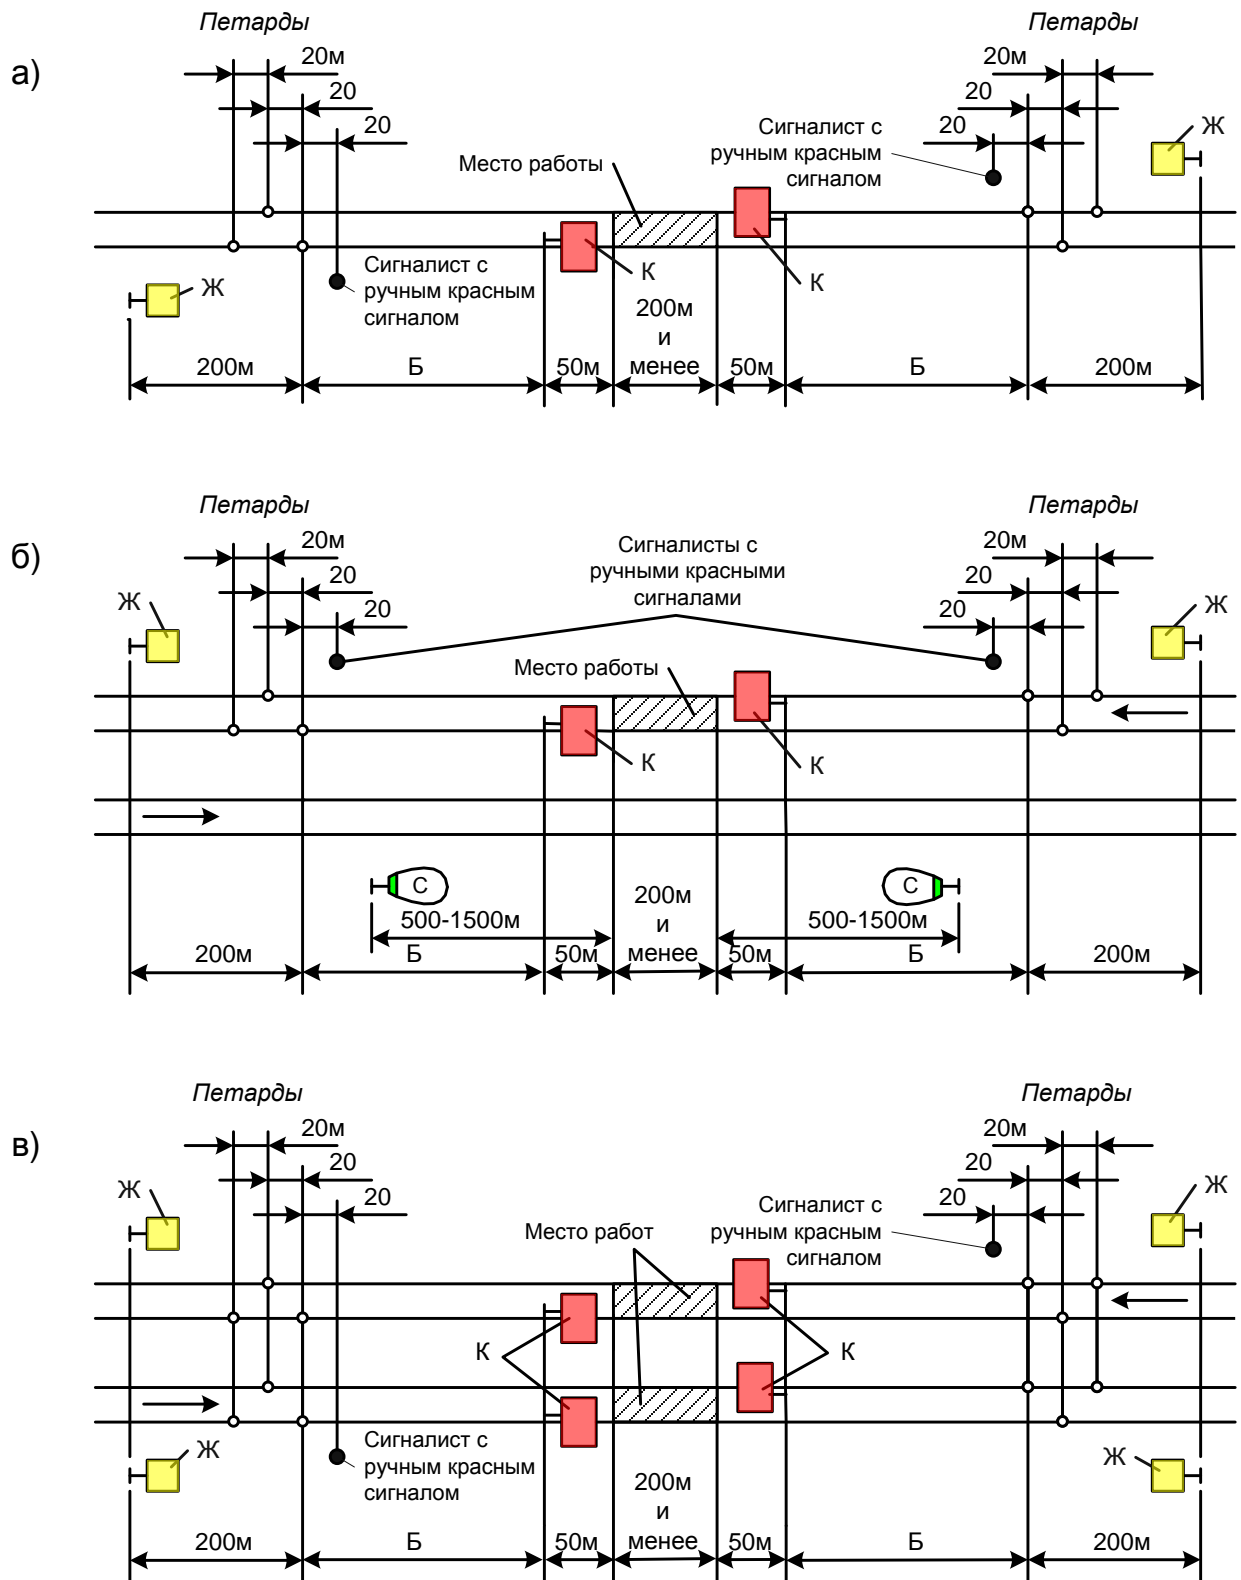 Петарды
Петарды
а)
20м
20м
20
20
20
20
Сигналист с
ручным красным
сигналом
Ж
Место работы
К
К
Сигналист с
ручным красным
сигналом
Ж
200м
и
менее
200м
Б
50м
50м
Б
200м
Петарды
Петарды
б)
20м
20м
Сигналисты с
ручными красными
сигналами
20
20
20
20
Ж
Ж
Место работы
К
К
С
С
500-1500м
500-1500м
200м
и
менее
200м
Б
50м
50м
Б
200м
Петарды
Петарды
в)
20м
20м
20
20
20
20
Ж
Ж
Место работ
Сигналист с
ручным красным
сигналом
К
К
Сигналист с
ручным красным
сигналом
Ж
Ж
200м
и
менее
200м
Б
50м
50м
Б
200м